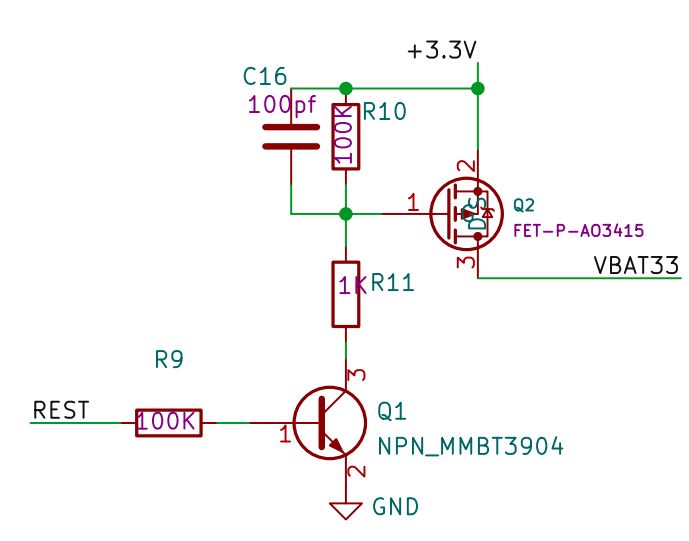 +3.3V
C16
100pf
R10
100K
2
1
DGS
Q2
FET-P-AO3415
3
VBAT33
1K
R11
R9
3
REST
100K
1
Q1
NPN_MMBT3904
2
GND